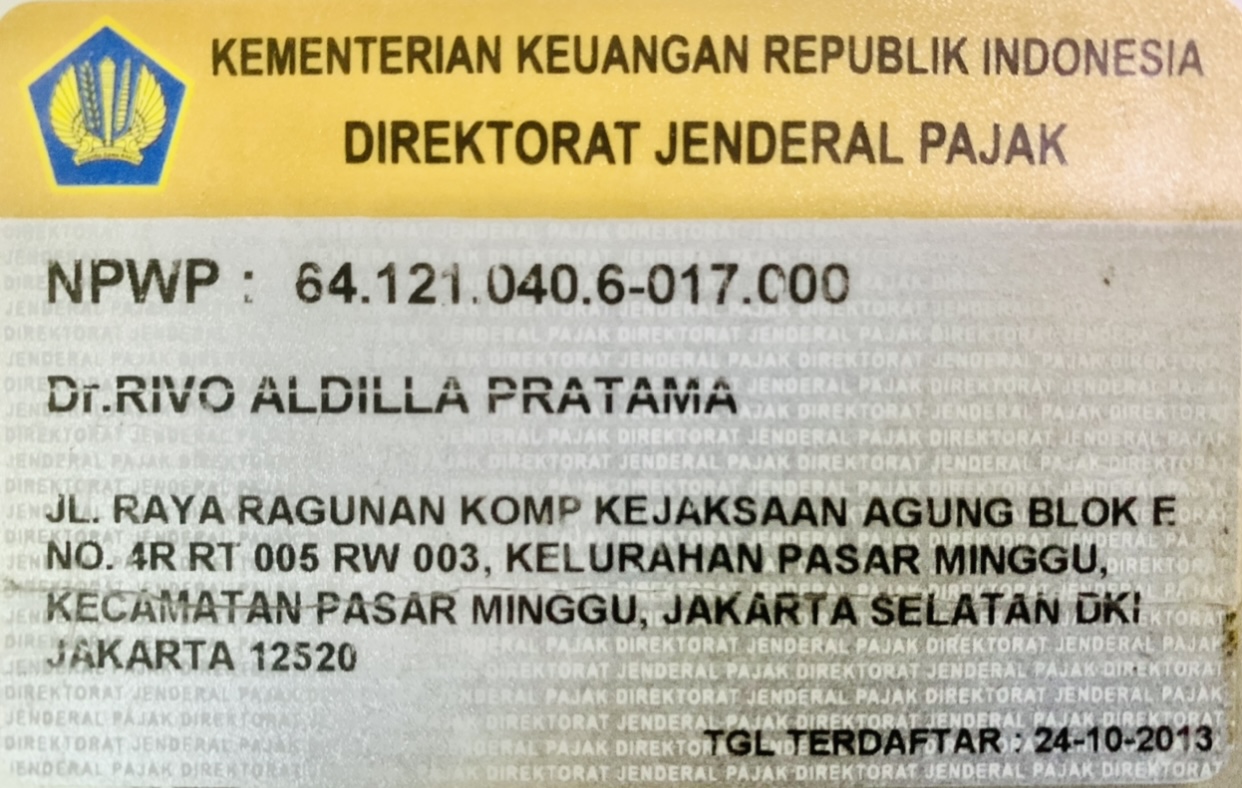 KEMENTERIAN KEUANGAN REPUBLIK INDONESIA
DIREKTORAT JENDERAL PAJAK
NPWP : 64.121.040.6-017.000
Dr.RIVO ALDILLA PRATAMA
JL. RAYA RAGUNAN KOMP KEJAKSAAN AGUNG BLOK E
NO. 4R RT 005 RW 003, KELURAHAN PASAR MINGGU,
KECAMATAN PASAR MINGGU, JAKARTA SELATAN DKI
JAKARTA 12520
TGL TERDAFTAR : 24-10-2013